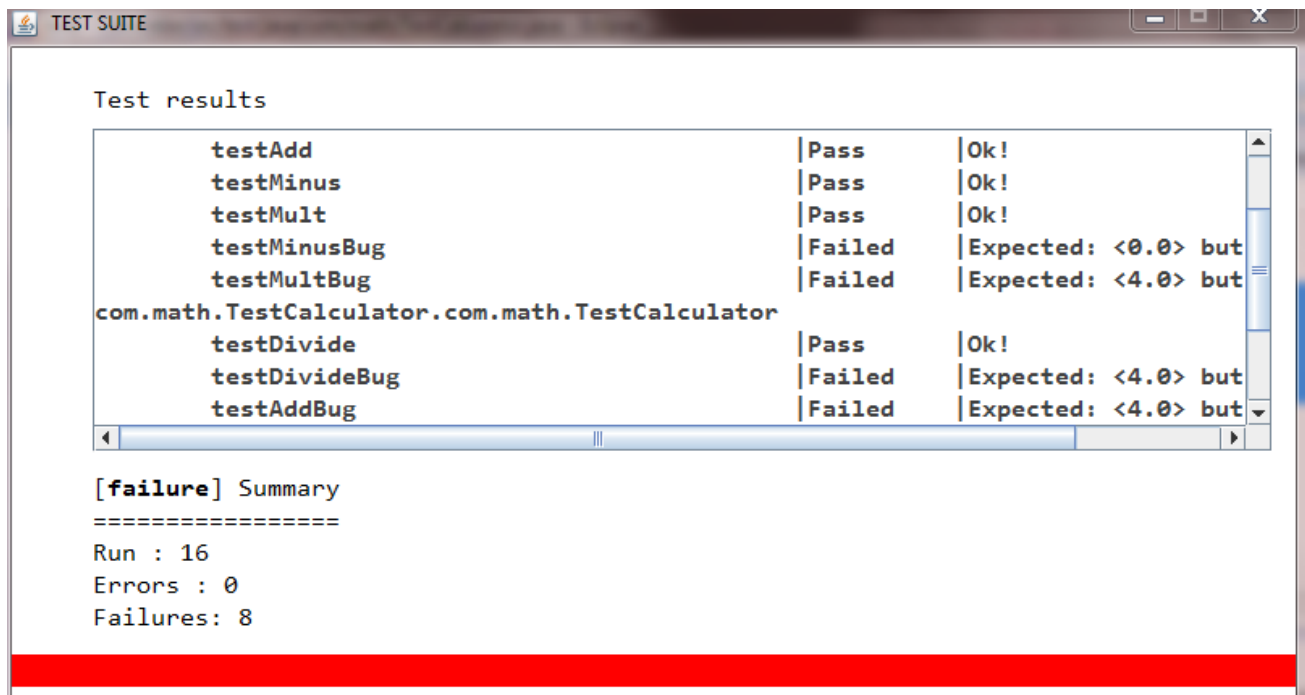 TEST SUITE
Test results
testAdd |Pass |Ok!
testMinus |Pass |Ok!
testMult |Pass |Ok!
testMinusBug |Failed |Expected: <0.0> but
testMultBug |Failed |Expected: <4.0> but
com.math.TestCalculator.com.math.TestCalculator
testDivide |Pass |Ok!
testDivideBug |Failed |Expected: <4.0> but
testAddBug |Failed |Expected: <4.0> but
[failure] Summary
=================
Run : 16
Errors : 0
Failures: 8